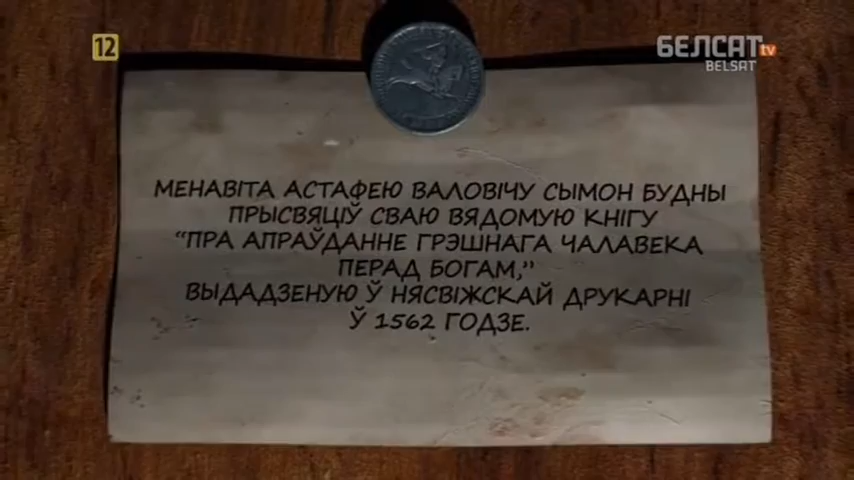 12
БЕЛСАТ tv
BELSAT
МЕНАВІТА АСТАФЕЮ ВАЛОВІЧУ СЫМОН БУДНЫ
ПРЫСВЯЦІЎ СВАЮ ВЯДОМУЮ КНІГУ
“ПРА АПРАЎДАННЕ ГРЭШНАГА ЧАЛАВЕКА
ПЕРАД БОГАМ,”
ВЫДАДЗЕНУЮ Ў НЯСВІЖСКАЙ ДРУКАРНІ
Ў 1562 ГОДЗЕ.